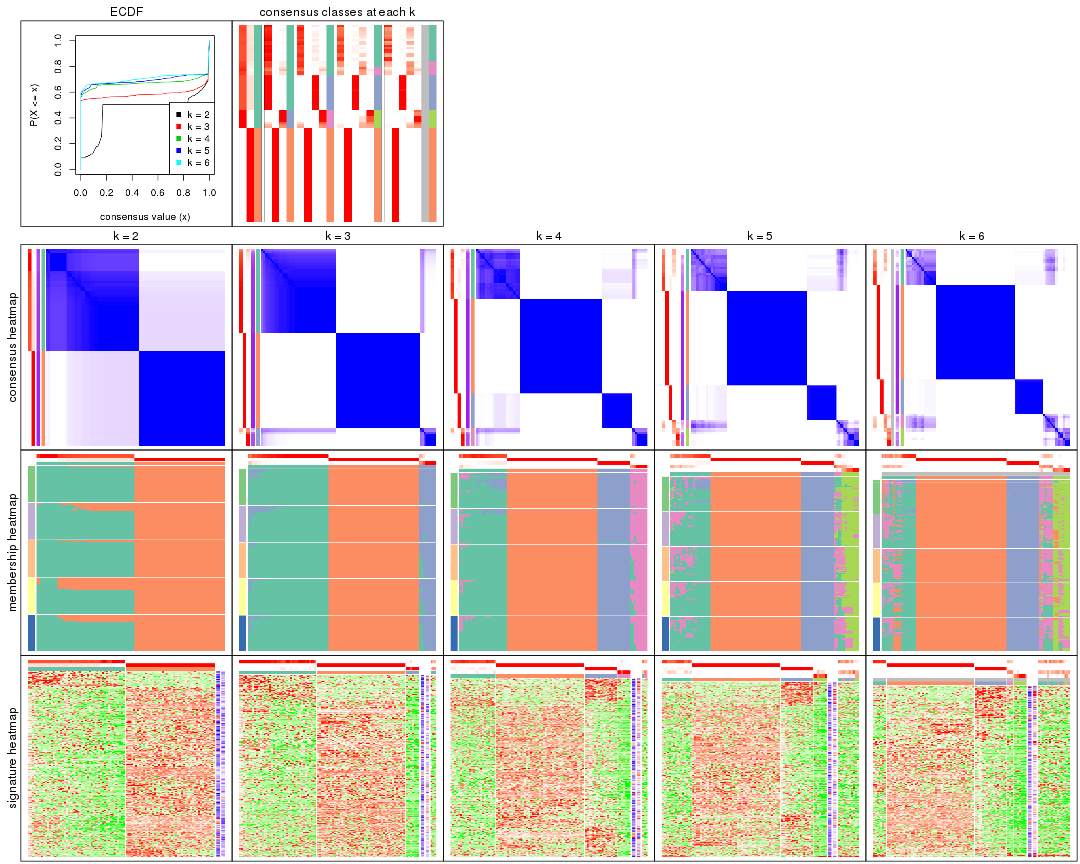 ECDF
consensus classes at each k
P(X <= x)
0.0 0.2 0.4 0.6 0.8 1.0
k = 2
k = 3
k = 4
k = 5
k = 6
0.0 0.2 0.4 0.6 0.8 1.0
consensus value (x)
k = 2
k = 3
k = 4
k = 5
k = 6
consensus heatmap
membership heatmap
signature heatmap